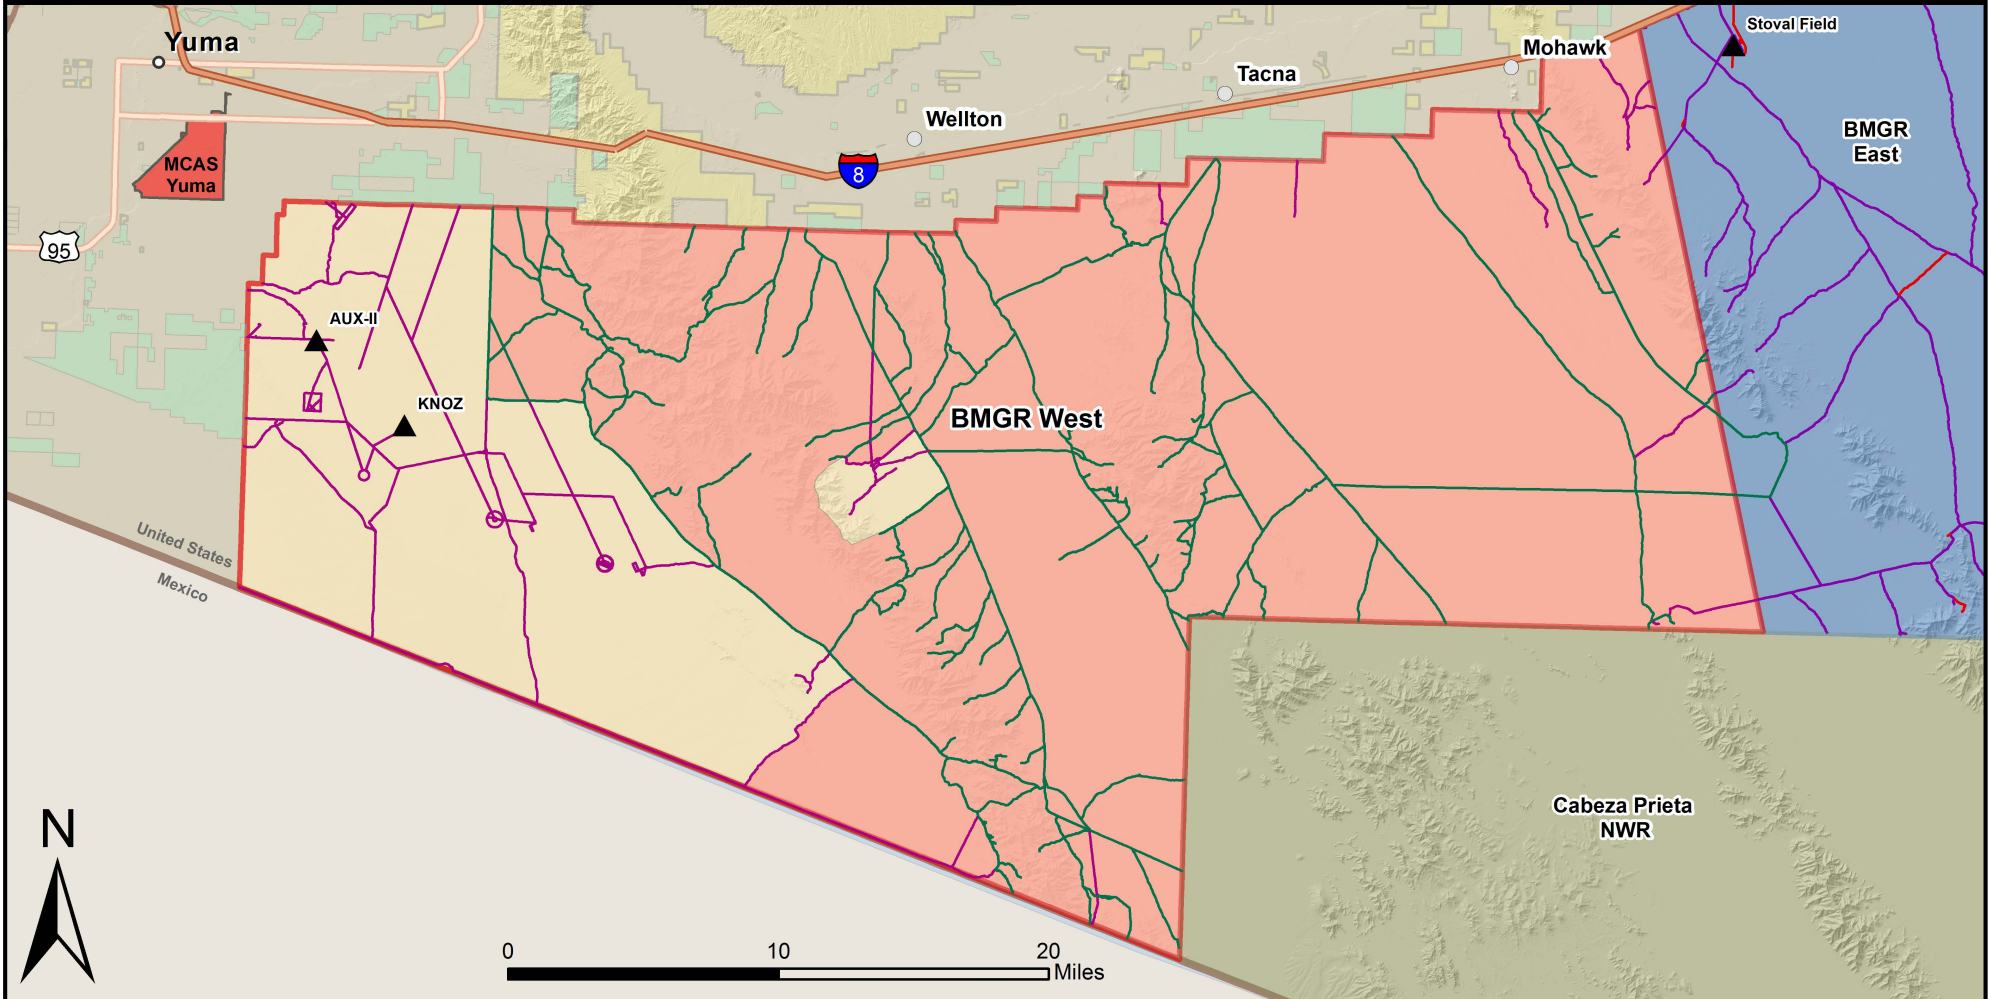 Stoval Field
Yuma
Mohawk
Tacna
Wellton
BMGR
East
MCAS
Yuma
8
95
AUX-II
KNOZ
BMGR West
United States
Mexico
Cabeza Prieta
NWR
N
0 10 20
Miles